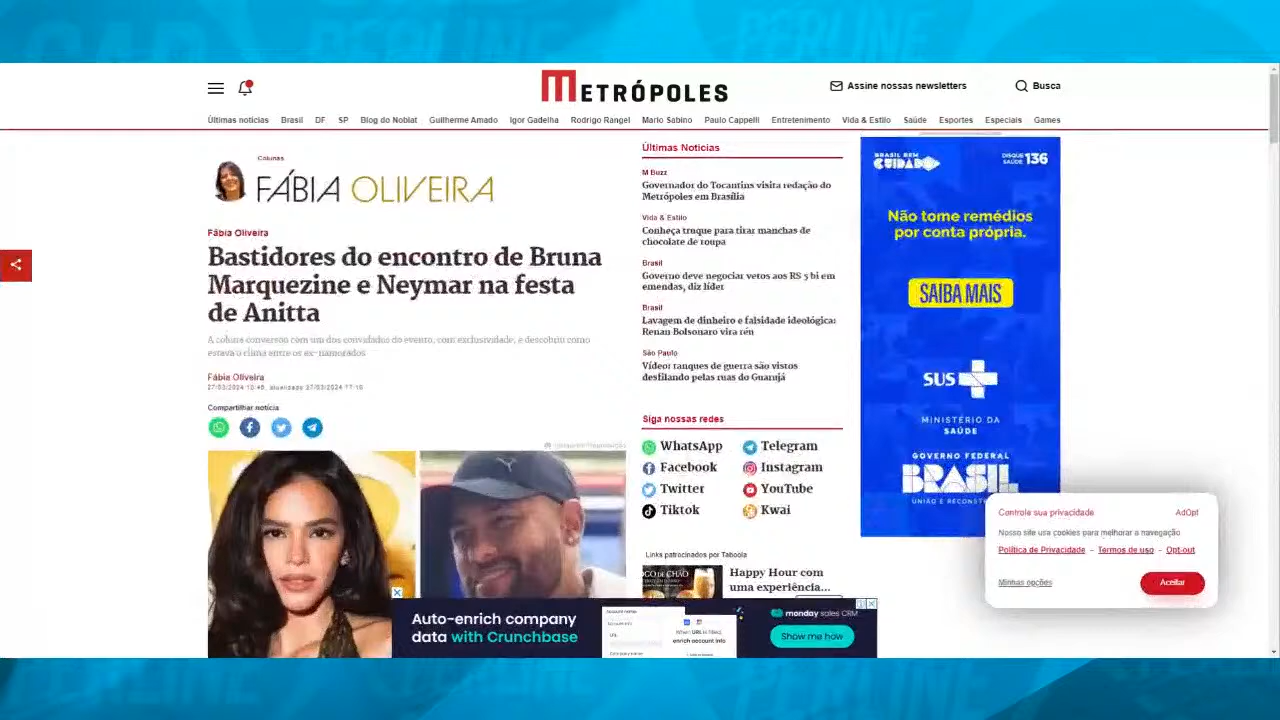 METRÓPOLES
Assine nossas newsletters
Busca
Últimas notícias Brasil DF SP Blog do Noblat Guilherme Amado Igor Gadelha Rodrigo Rangel Mario Sabino Paulo Cappelli Entretenimento Vida & Estilo Saúde Esportes Especiais Games
Colunas
FÁBIA OLIVEIRA
Fábia Oliveira
Bastidores do encontro de Bruna
Marquezine e Neymar na festa
de Anitta
A coluna conversou com um dos convidados do evento, com exclusividade, e descobriu como
estava o clima entre os ex-namorados
Fábia Oliveira
Compartilhar notícia
Últimas Notícias
M Buzz
Governador do Tocantins visita redação do
Metrópoles em Brasília
Vida & Estilo
Conheça truque para tirar manchas de
chocolate de roupa
Brasil
Governo deve negociar vetos aos R$ 5 bi em
emendas, diz líder
Brasil
Lavagem de dinheiro e falsidade ideológica:
Renan Bolsonaro vira réu
São Paulo
Vídeo: tanques de guerra são vistos
desfilando pelas ruas do Guarujá
Siga nossas redes
WhatsApp Telegram
Facebook Instagram
Twitter YouTube
Tiktok Kwai
Links patrocinados por Taboola
Happy Hour com
uma experiência...
BRASIL BEM
CUIDADO
DISQUE
SAÚDE 136
Não tome remédios
por conta própria.
SAIBA MAIS
SUS
MINISTÉRIO DA
SAÚDE
GOVERNO FEDERAL
BRASIL
Controle sua privacidade AdOpt
Nosso site usa cookies para melhorar a navegação
Política de Privacidade - Termos de uso - Opt-out
Minhas opções
Aceitar
Auto-enrich company
data with Crunchbase
monday sales CRM
Show me how